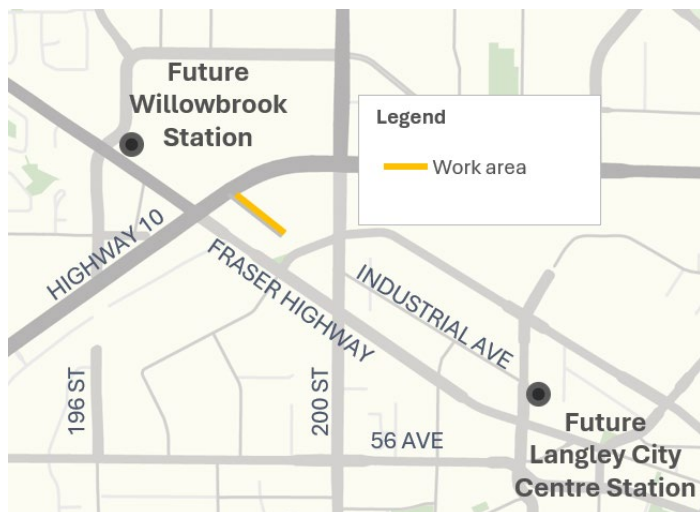 Future
Willowbrook
Station
Legend
Work area
HIGHWAY 10
FRASER HIGHWAY
INDUSTRIAL AVE
196 ST
200 ST
56 AVE
Future
Langley City
Centre Station